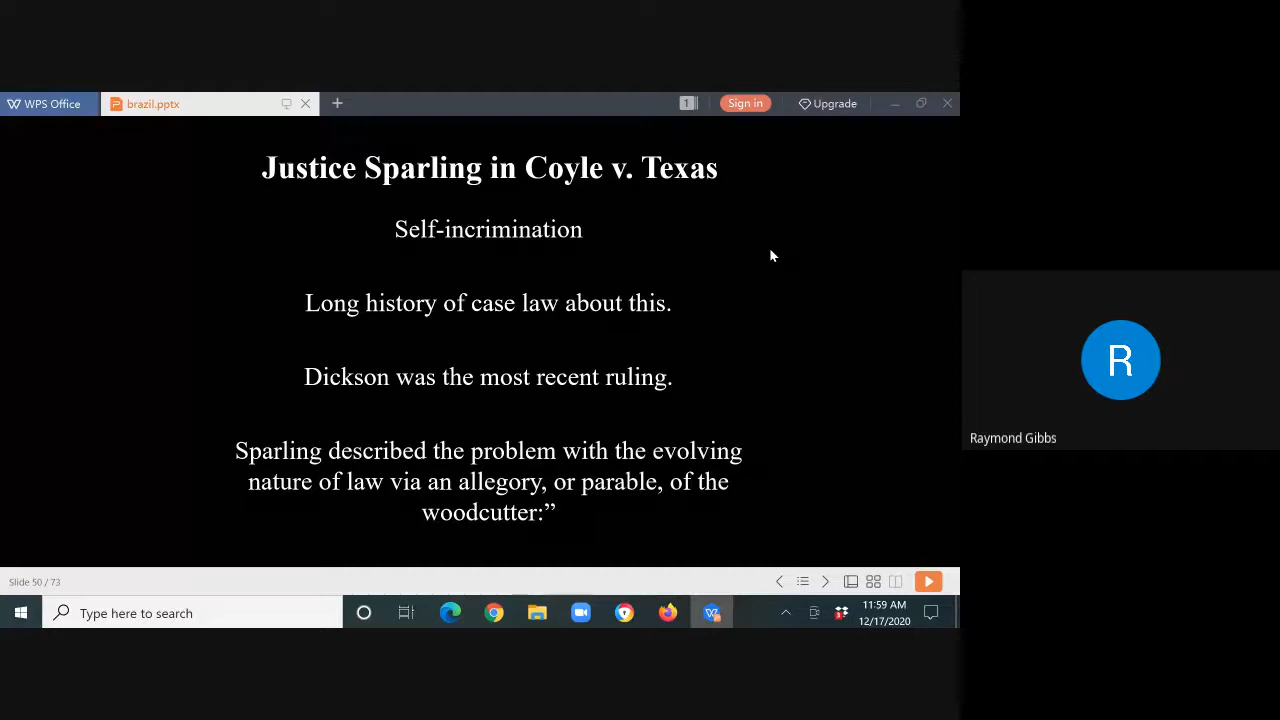 WPS Office
brazil.pptx
1
Sign in
Upgrade
Justice Sparling in Coyle v. Texas
Self-incrimination
Long history of case law about this.
Dickson was the most recent ruling.
Sparling described the problem with the evolving
nature of law via an allegory, or parable, of the
woodcutter:”
R
Raymond Gibbs
Slide 50 / 73
Type here to search
11:59 AM
12/17/2020